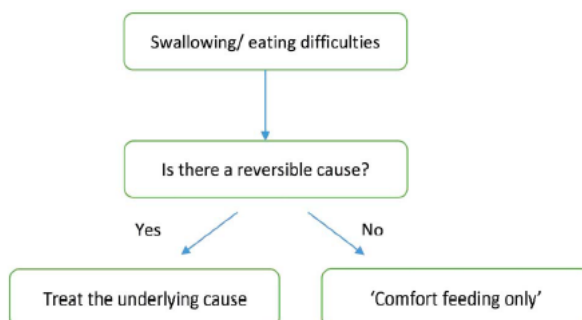 Swallowing/ eating difficulties
Is there a reversible cause?
Yes
No
Treat the underlying cause
‘Comfort feeding only’